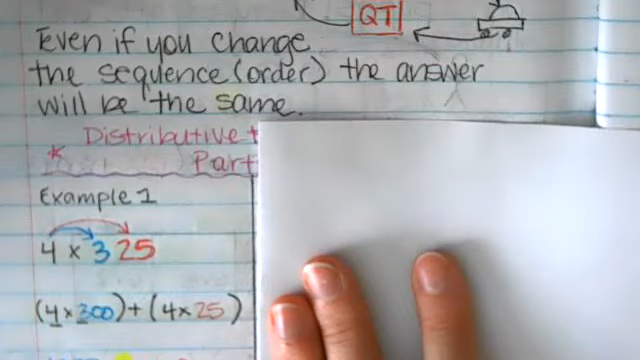 QT
Even if you change
the sequence (order) the answer
will be the same.
* Distributive
Part
Example 1
4 × 325
(4 × 300) + (4 × 25)